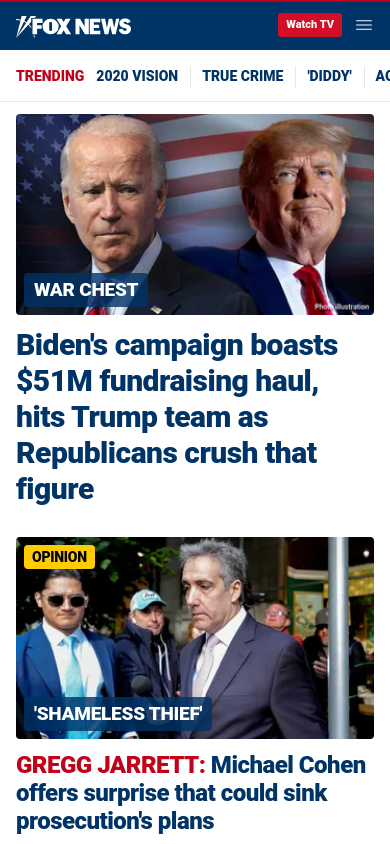 FOX NEWS
Watch TV
TRENDING 2020 VISION TRUE CRIME 'DIDDY'
WAR CHEST
Photo illustration
Biden's campaign boasts
$51M fundraising haul,
hits Trump team as
Republicans crush that
figure
OPINION
'SHAMELESS THIEF'
GREGG JARRETT: Michael Cohen
offers surprise that could sink
prosecution's plans